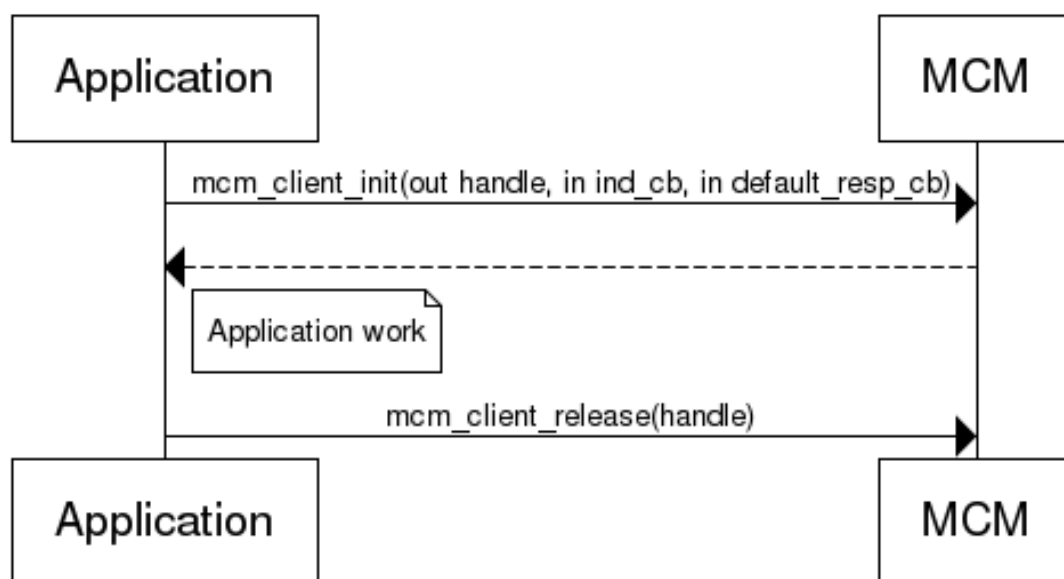 Application
MCM
mcm_client_init(out handle, in ind_cb, in default_resp_cb)
Application work
mcm_client_release(handle)
Application
MCM